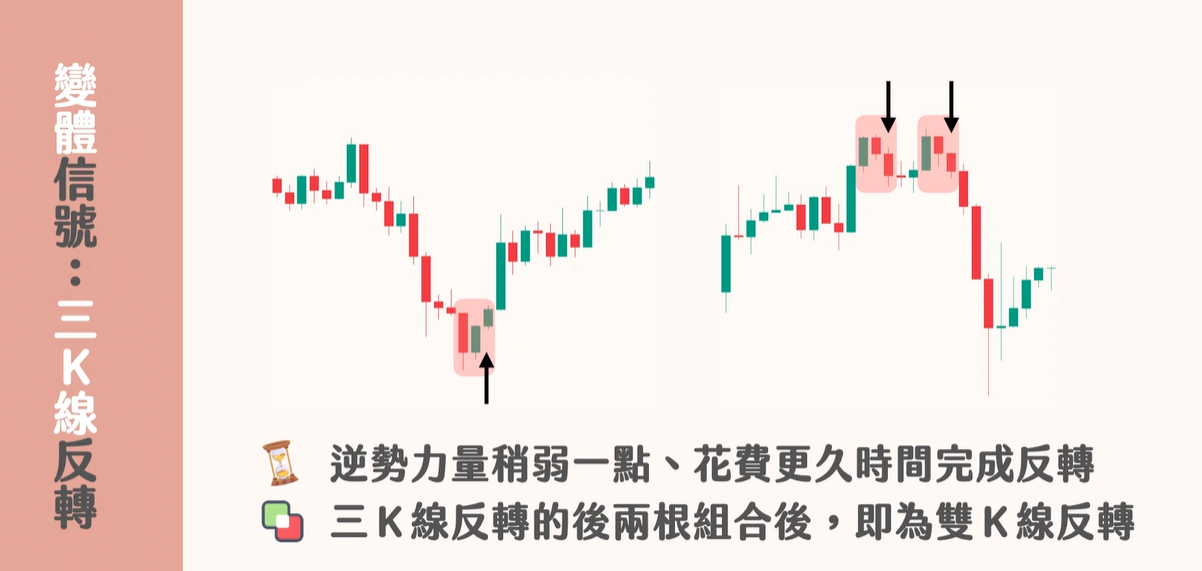 變體信號：三K線反轉
逆勢力量稍弱一點、花費更久時間完成反轉
三K線反轉的後兩根組合後，即為雙K線反轉